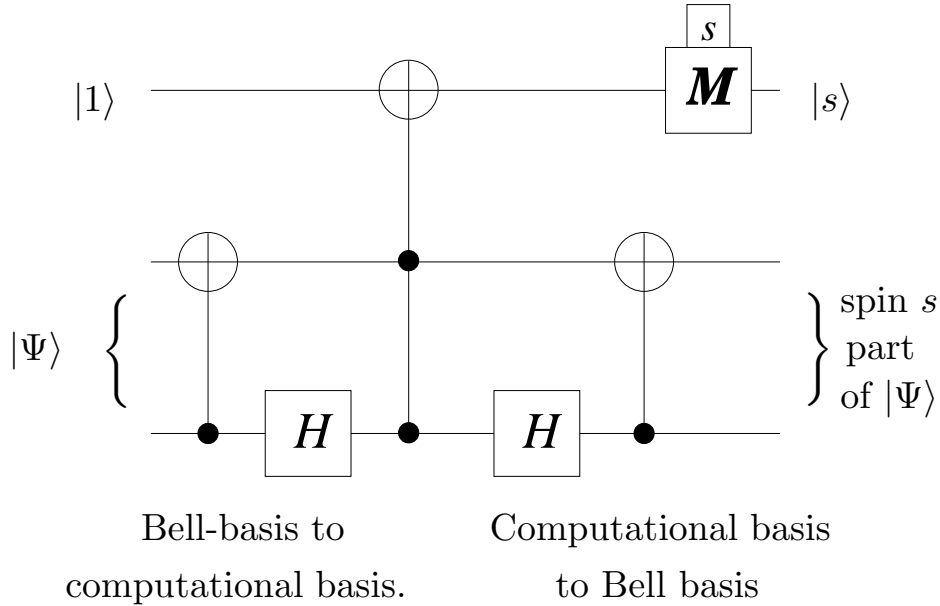 s
|1⟩ M |s⟩
|Ψ⟩
spin s
part
of |Ψ⟩
H H
Bell-basis to
computational basis.
Computational basis
to Bell basis